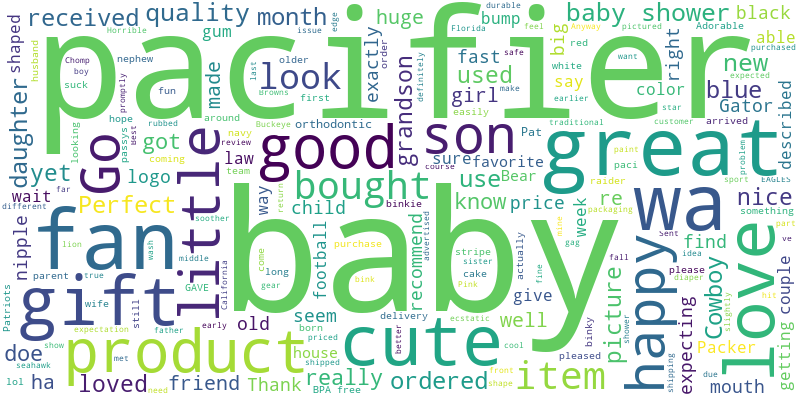 received quality month huge bump baby shower black
Horrible gum exactly durable edge Florida Adorable able
pacifier
shaped husband Chomp boy suck nephew fun made look older issue order used fast feel safe big say red white pictured want Anyway, right color purchased new expected
daughter looking hope promptly rubbed last Browns first around grandson definitely girl easily make earlier traditional star customer blue Gator arrived described
yet passys Best got navy Buckeye review orthodontic son Pat great problem
Go little good law team coming logo sure favorite course Bear paint paci raider sport EAGLES
wait different far Perfect way bought child return binkie use know price week re packaging nice something
fan nipple lion wash soother baby wa love
parent true middle California come gear long football purchase bink recommend advertised stripe sister cake Pink actually gag nide fine give Sent idea find please diaper Cowboy slightly hit part ve couple
Patriots gift wife GAVE still seem born delivery ecstatic well fall picture happy
expectation father early old priced better cute cool binky shower pleased expecting Packer getting
doe seahawk show product met house shipped really front shape item shipping due mouth
lol ha loved need friend Thank BPA free ordered